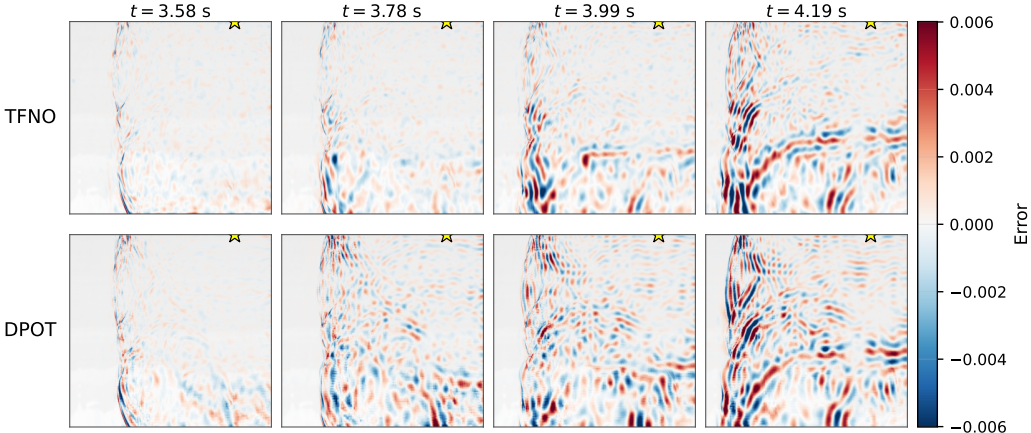 t = 3.58 s
t = 3.78 s
t = 3.99 s
t = 4.19 s
TFNO
DPOT
0.006
0.004
0.002
0.000
−0.002
−0.004
−0.006
Error